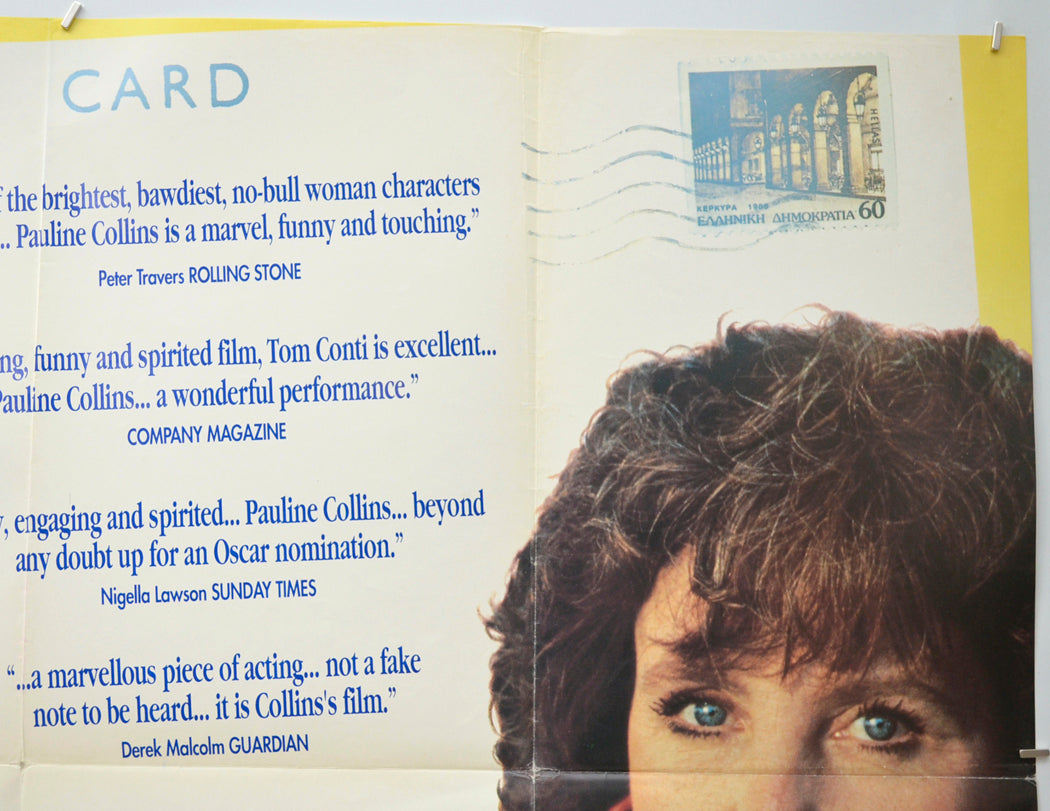 CARD
the brightest, bawdiest, no-bull woman characters
.. Pauline Collins is a marvel, funny and touching.”
Peter Travers ROLLING STONE
ng, funny and spirited film, Tom Conti is excellent...
Pauline Collins... a wonderful performance.”
COMPANY MAGAZINE
, engaging and spirited... Pauline Collins... beyond
any doubt up for an Oscar nomination.”
Nigella Lawson SUNDAY TIMES
“...a marvellous piece of acting... not a fake
note to be heard... it is Collins's film.”
Derek Malcolm GUARDIAN
HELLAS
ΚΕΡΚΥΡΑ 1988
ΕΛΛΗΝΙΚΗ ΔΗΜΟΚΡΑΤΙΑ 60